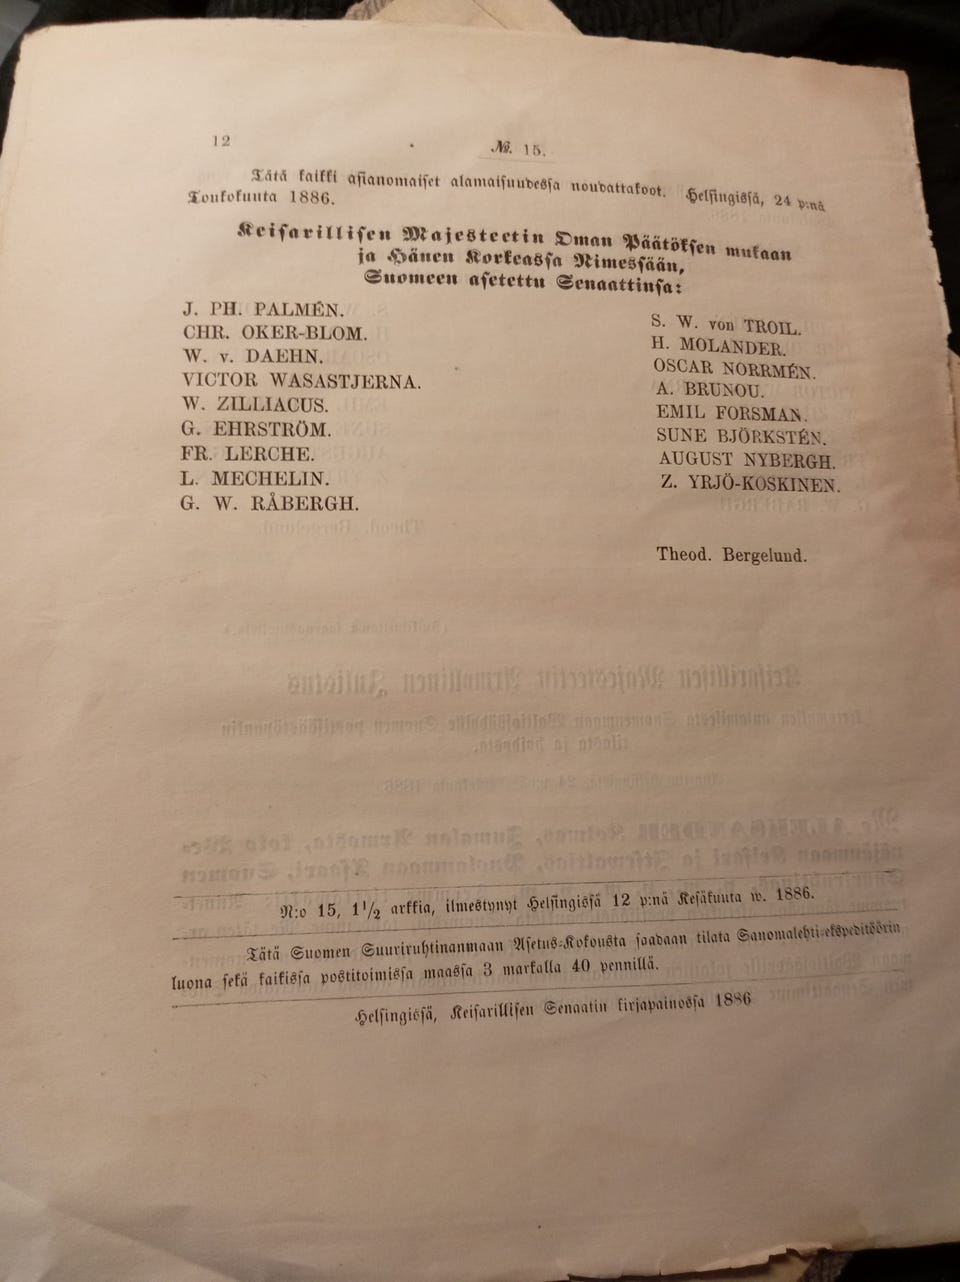 12
№. 15.
Tätä kaikki asianomaiset alamaisuudessa noudattakoot. Helsingissä, 24 p:nä
Toukokuuta 1886.
Keisarillisen Majesteetin Oman Päätöksen mukaan
ja Hänen Korkeassa Nimessään,
Suomeen asetettu Senaattinsa:
J. PH. PALMÉN.
CHR. OKER-BLOM.
W. v. DAEHN.
VICTOR WASASTJERNA.
W. ZILLIACUS.
G. EHRSTRÖM.
FR. LERCHE.
L. MECHELIN.
G. W. RÅBERGH.
S. W. von TROIL.
H. MOLANDER.
OSCAR NORRMÉN.
A. BRUNOU.
EMIL FORSMAN.
SUNE BJÖRKSTÉN.
AUGUST NYBERGH.
Z. YRJÖ-KOSKINEN.
Theod. Bergelund.
N:o 15, 1 1/2 arkkia, ilmestynyt Helsingissä 12 p:nä Kesäkuuta w. 1886.
Tätä Suomen Suuriruhtinanmaan Asetus-Kokousta saadaan tilata Sanomalehti-ekspeditöörin
luona sekä kaikissa postitoimissa maassa 3 markalla 40 pennillä.
Helsingissä, Keisarillisen Senaatin kirjapainossa 1886